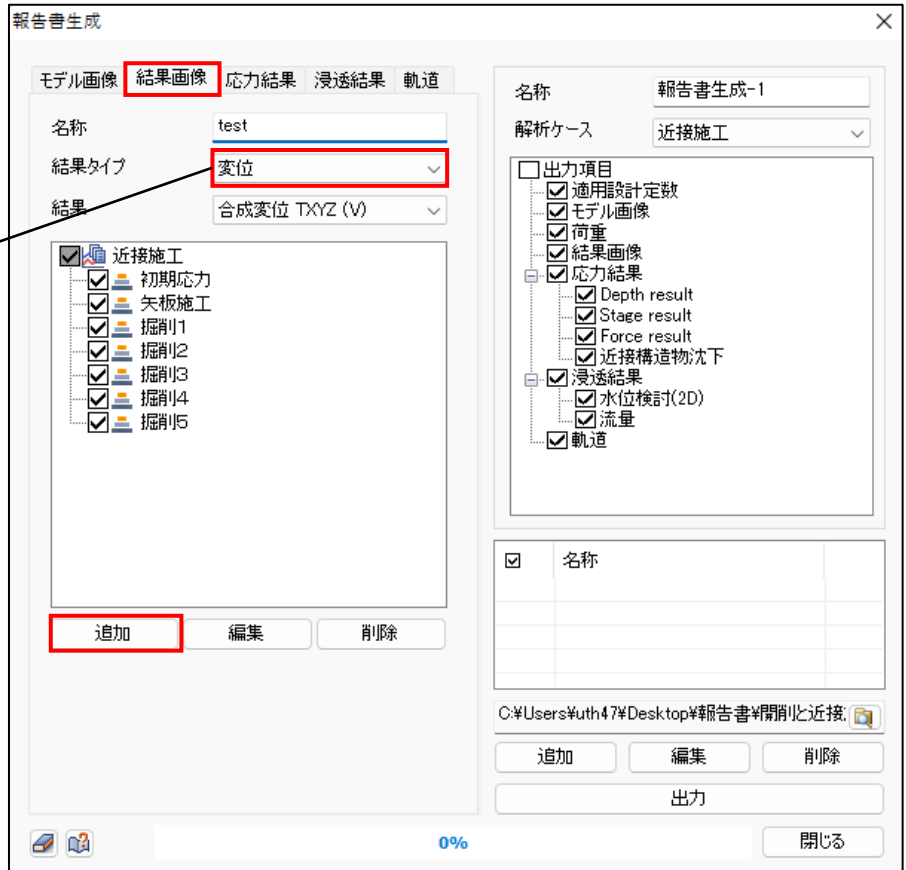 報告書生成
モデル画像 結果画像 応力結果 浸透結果 軌道
名称 test
結果タイプ 変位
結果 合成変位 TXYZ (V)
近接施工
初期応力
矢板施工
掘削1
掘削2
掘削3
掘削4
掘削5
追加 編集 削除
名称 報告書生成-1
解析ケース 近接施工
出力項目
適用設計定数
モデル画像
荷重
結果画像
応力結果
Depth result
Stage result
Force result
近接構造物沈下
浸透結果
水位検討(2D)
流量
軌道
名称
C:¥Users¥uth47¥Desktop¥報告書¥開削と近接
追加 編集 削除
出力
0%
閉じる